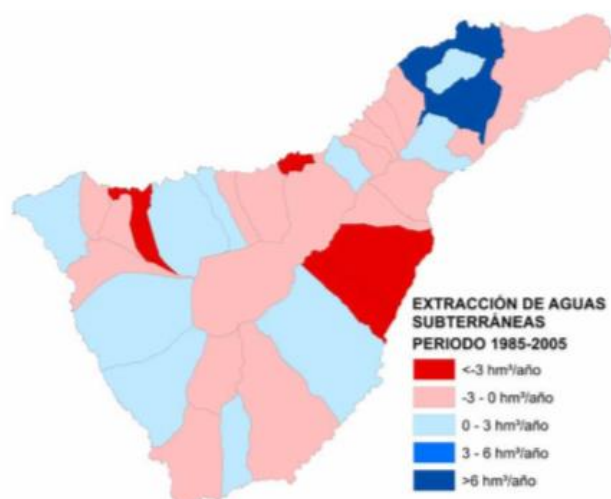 EXTRACCIÓN DE AGUAS
SUBTERRÁNEAS
PERIODO 1985-2005
<-3 hm³/año
-3 - 0 hm³/año
0 - 3 hm³/año
3 - 6 hm³/año
>6 hm³/año